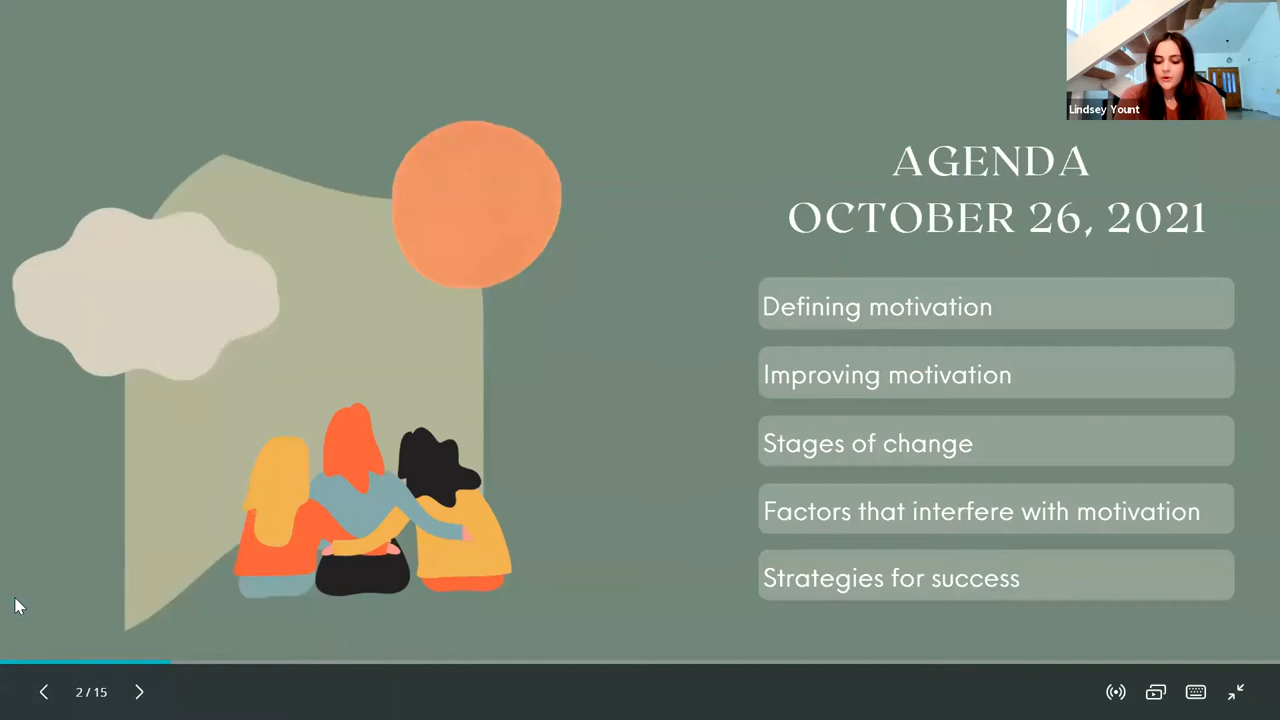 Lindsey Yount
AGENDA
OCTOBER 26, 2021
Defining motivation
Improving motivation
Stages of change
Factors that interfere with motivation
Strategies for success
2 / 15